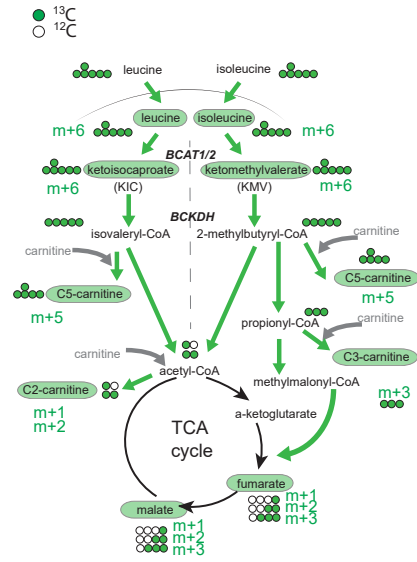 ¹³C
¹²C
leucine
isoleucine
m+6
leucine
isoleucine
m+6
BCAT1/2
ketoisocaproate
ketomethylvalerate
m+6
(KIC)
(KMV)
m+6
BCKDH
isovaleryl-CoA
2-methylbutyryl-CoA
carnitine
carnitine
C5-carnitine
C5-carnitine
m+5
m+5
propionyl-CoA
carnitine
carnitine
C3-carnitine
acetyl-CoA
methylmalonyl-CoA
C2-carnitine
m+3
m+1
m+2
a-ketoglutarate
TCA
cycle
fumarate
m+1
m+2
m+3
malate
m+1
m+2
m+3